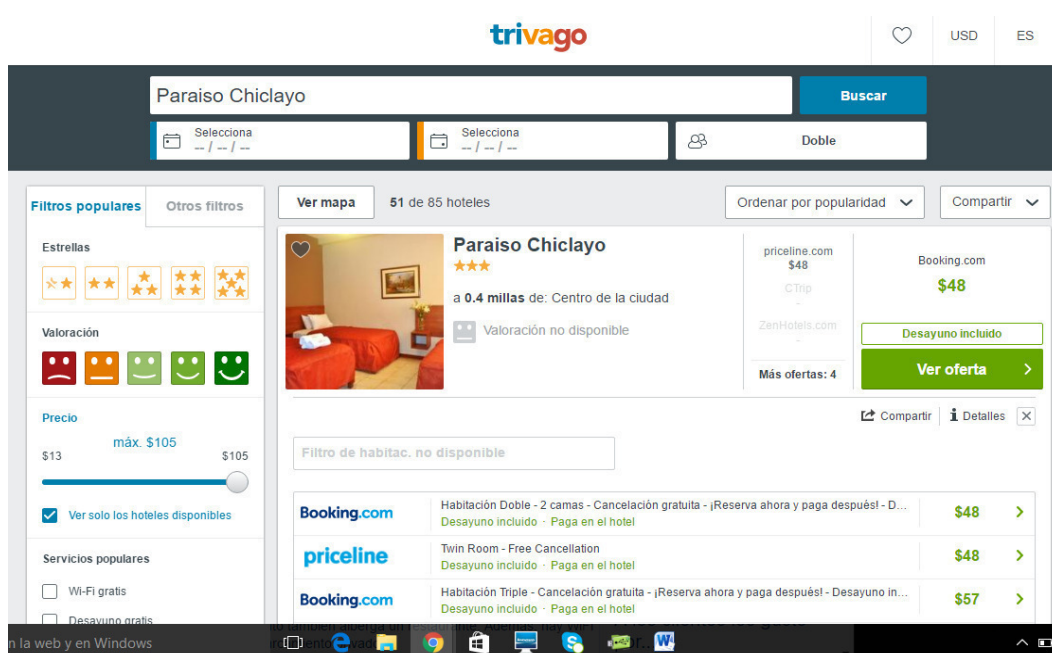 trivago
USD
ES
Paraiso Chiclayo
Buscar
Selecciona
-- / -- / --
Selecciona
-- / -- / --
Doble
Filtros populares
Otros filtros
Ver mapa
51 de 85 hoteles
Ordenar por popularidad
Compartir
Estrellas
Valoración
Precio
máx. $105
$13
$105
Ver solo los hoteles disponibles
Servicios populares
Wi-Fi gratis
Desayuno gratis
Paraiso Chiclayo
a 0.4 millas de: Centro de la ciudad
Valoración no disponible
priceline.com
$48
CTrip
-
ZenHotels.com
-
Más ofertas: 4
Booking.com
$48
Desayuno incluido
Ver oferta
Compartir
Detalles
Filtro de habitac. no disponible
Booking.com
Habitación Doble - 2 camas - Cancelación gratuita - ¡Reserva ahora y paga después! - D...
Desayuno incluido · Paga en el hotel
$48
priceline
Twin Room - Free Cancellation
Desayuno incluido · Paga en el hotel
$48
Booking.com
Habitación Triple - Cancelación gratuita - ¡Reserva ahora y paga después! - Desayuno in...
Desayuno incluido · Paga en el hotel
$57
n la web y en Windows